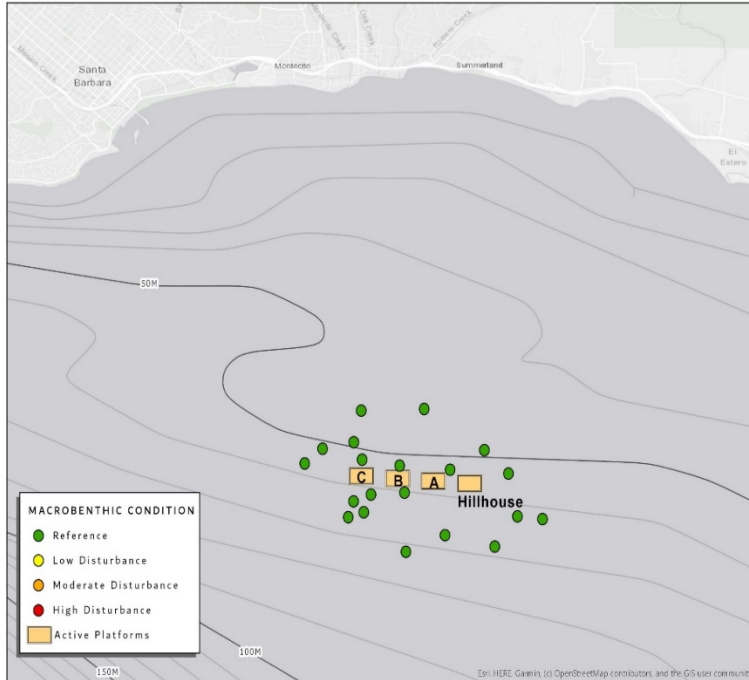 Santa
Barbara
Montecito
Summerland
El
Estero
50M
C
B
A
Hillhouse
MACROBENTHIC CONDITION
Reference
Low Disturbance
Moderate Disturbance
High Disturbance
Active Platforms
100M
150M
Esri, HERE, Garmin, (c) OpenStreetMap contributors, and the GIS user community